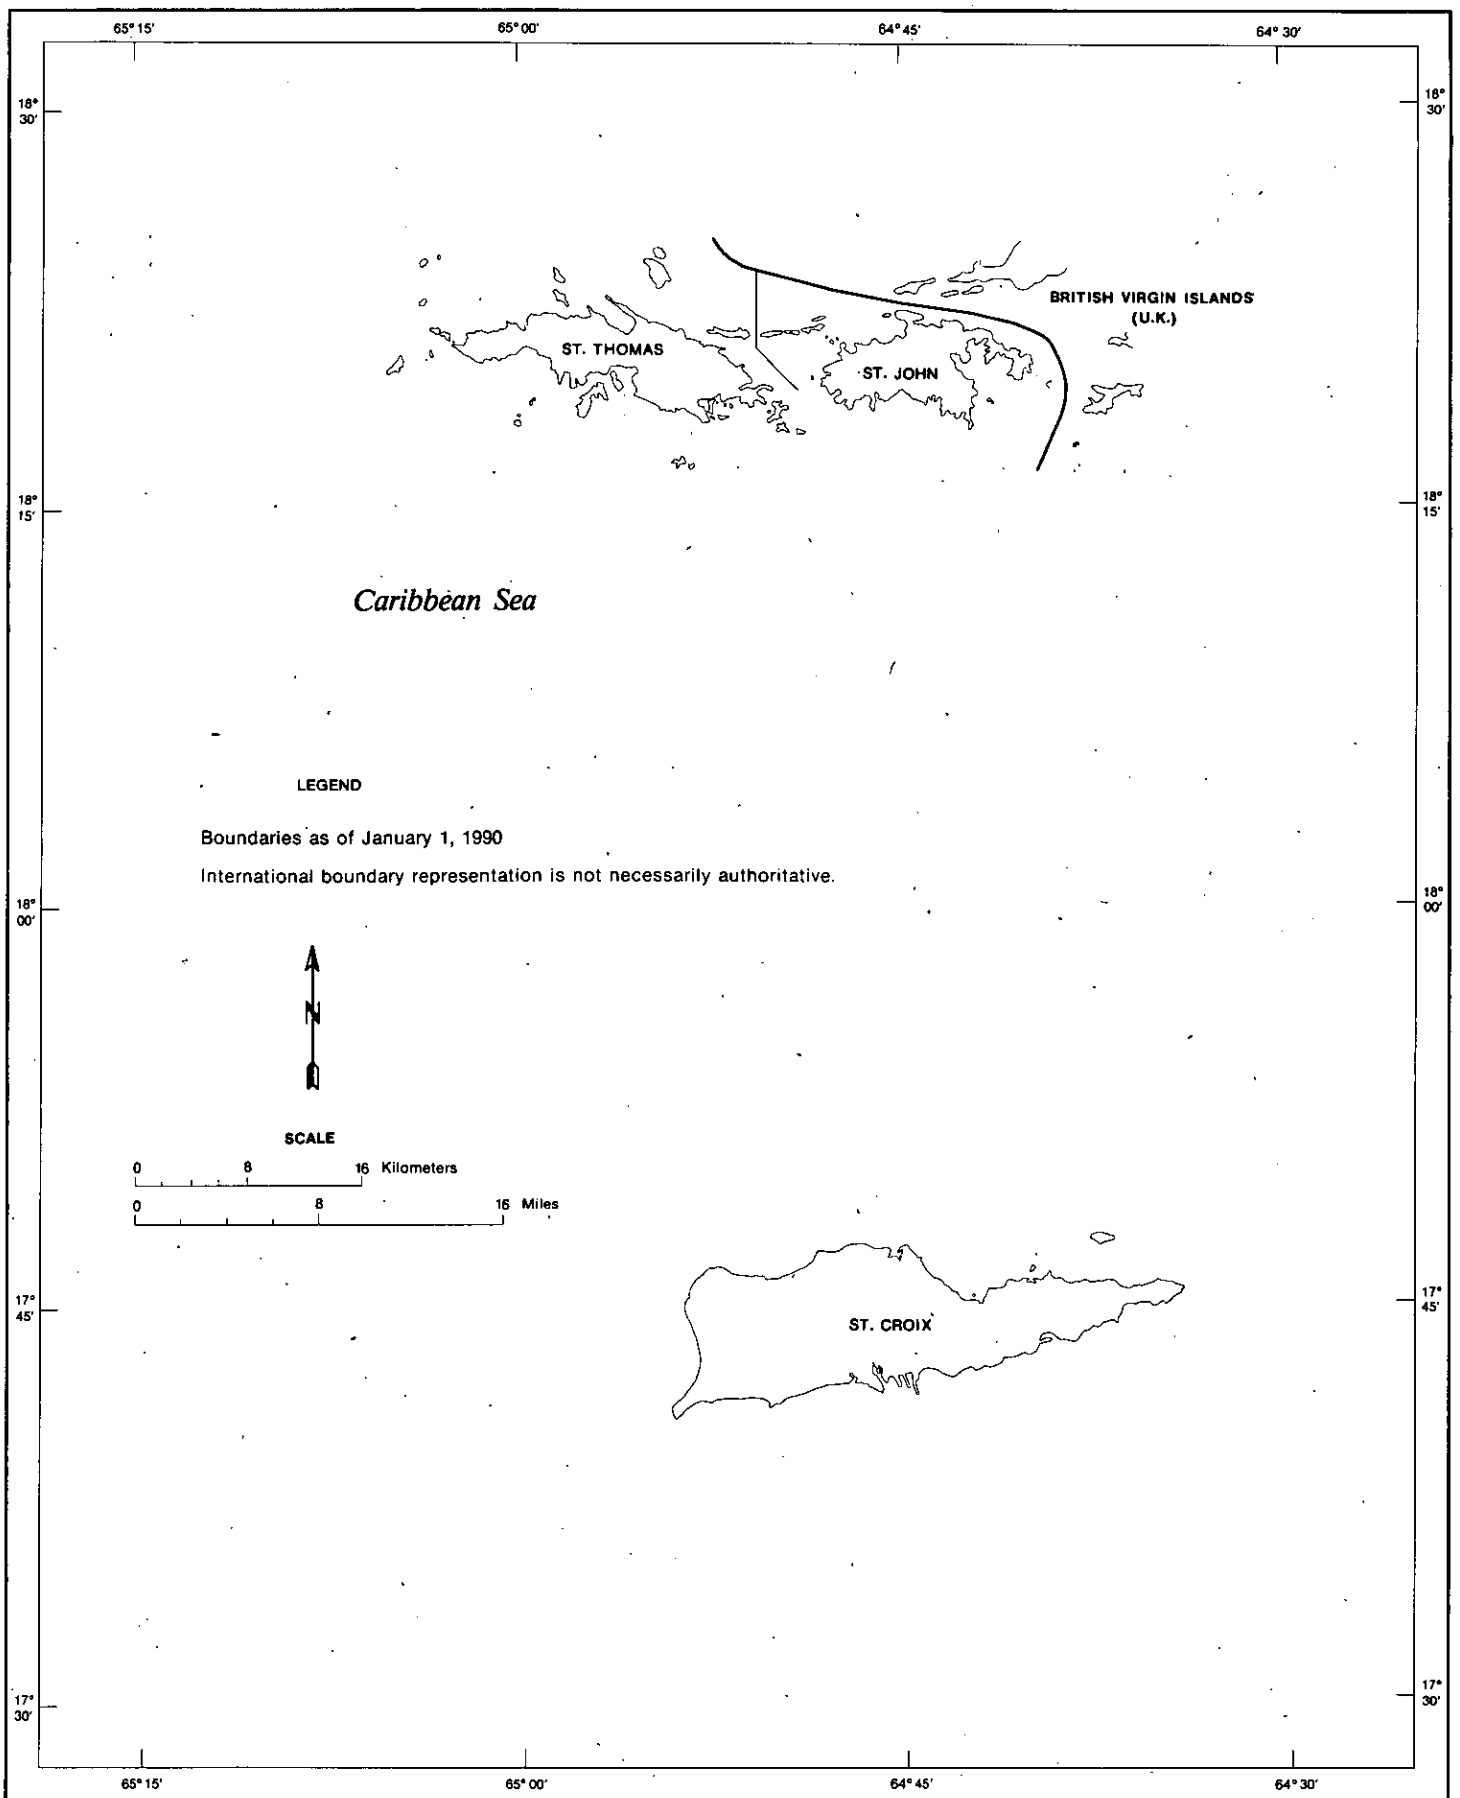 65° 15′ 65° 00′ 64° 45′ 64° 30′
18° 18°
30′ 30′
BRITISH VIRGIN ISLANDS
(U.K.)
ST. THOMAS
ST. JOHN
18° 18°
15′ 15′
Caribbean Sea
LEGEND
Boundaries as of January 1, 1990
International boundary representation is not necessarily authoritative.
18° 18°
00′ 00′
N
SCALE
0 8 16 Kilometers
0 8 16 Miles
17° 17°
45′ 45′
ST. CROIX
17° 17°
30′ 30′
65° 15′ 65° 00′ 64° 45′ 64° 30′